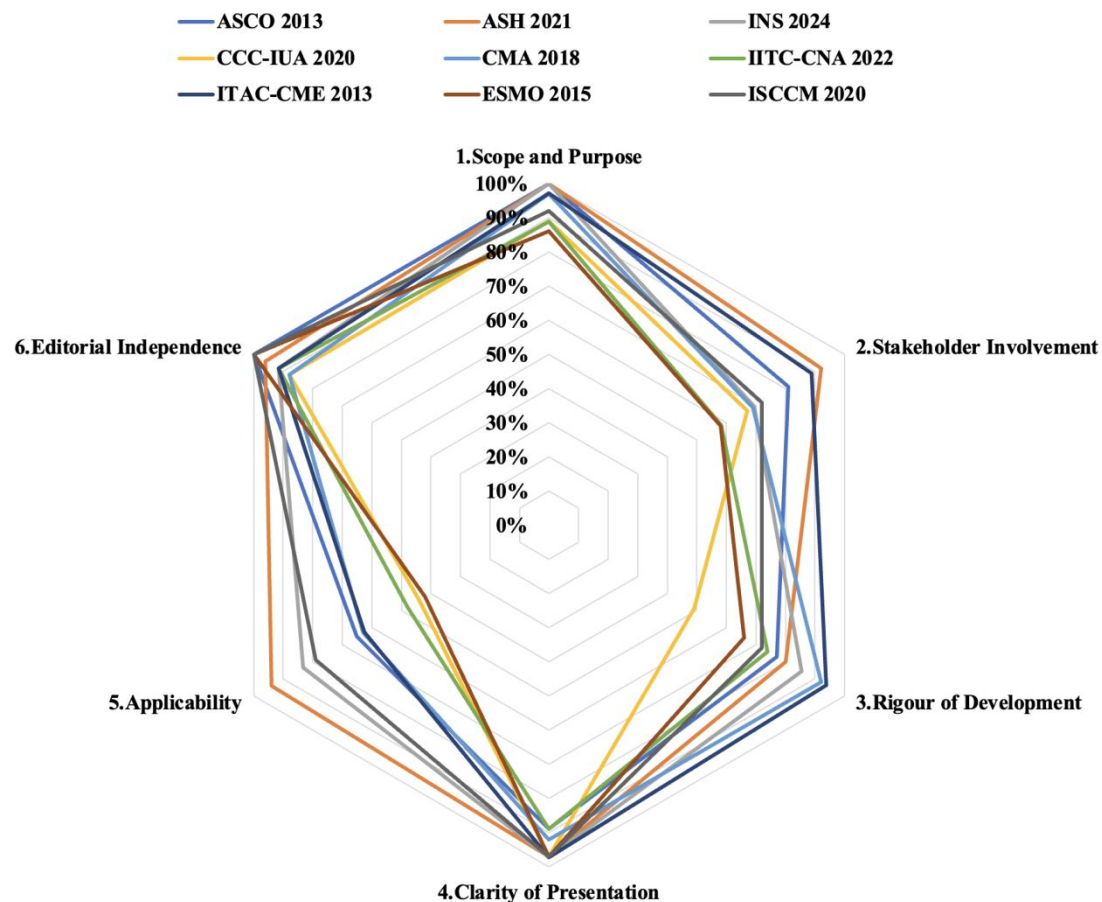 ASCO 2013 ASH 2021 INS 2024
CCC-IUA 2020 CMA 2018 IITC-CNA 2022
ITAC-CME 2013 ESMO 2015 ISCCM 2020
1.Scope and Purpose
100%
90%
80%
70%
60%
50%
40%
30%
20%
10%
0%
6.Editorial Independence
2.Stakeholder Involvement
5.Applicability
3.Rigour of Development
4.Clarity of Presentation